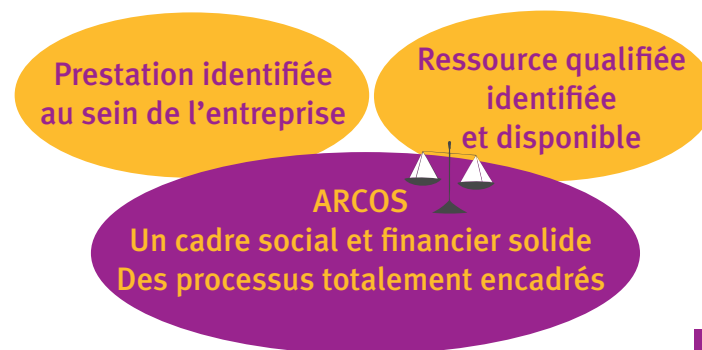 Prestation identifiée
au sein de l’entreprise
Ressource qualifiée
identifiée
et disponible
ARCOS
Un cadre social et financier solide
Des processus totalement encadrés